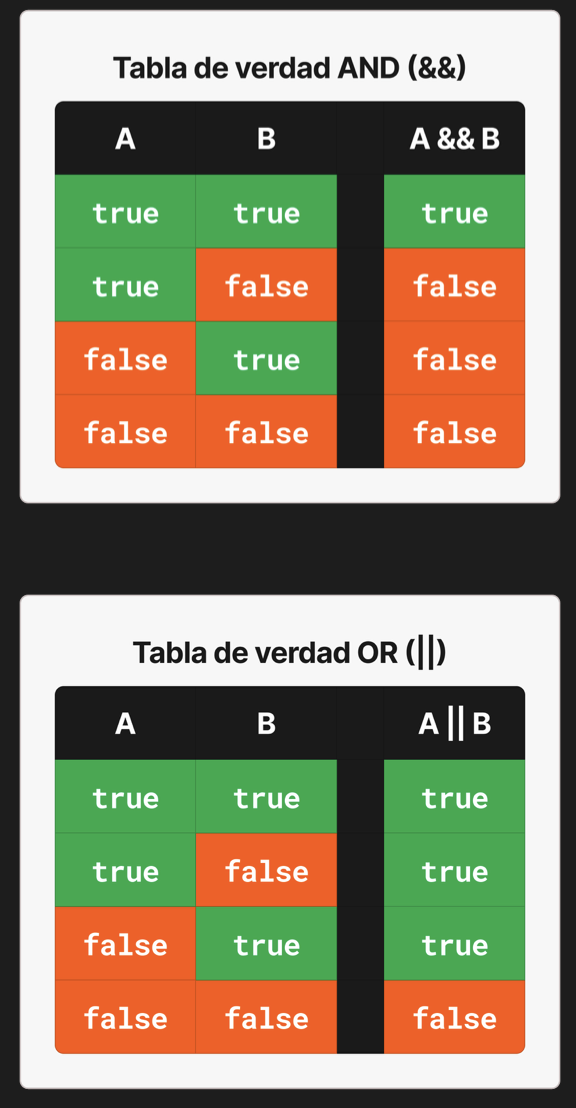 Tabla de verdad AND (&&)
A B A && B
true true true
true false false
false true false
false false false
Tabla de verdad OR (||)
A B A || B
true true true
true false true
false true true
false false false